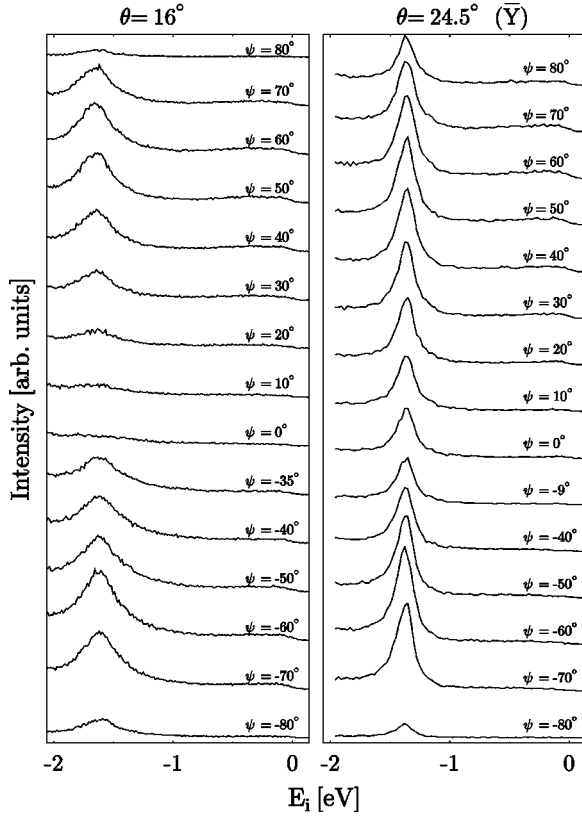 θ= 16°
θ= 24.5° (Ȳ)
Intensity [arb. units]
ψ = 80°
ψ = 70°
ψ = 60°
ψ = 50°
ψ = 40°
ψ = 30°
ψ = 20°
ψ = 10°
ψ = 0°
ψ = -35°
ψ = -40°
ψ = -50°
ψ = -60°
ψ = -70°
ψ = -80°
ψ = 80°
ψ = 70°
ψ = 60°
ψ = 50°
ψ = 40°
ψ = 30°
ψ = 20°
ψ = 10°
ψ = 0°
ψ = -9°
ψ = -40°
ψ = -50°
ψ = -60°
ψ = -70°
ψ = -80°
-2 -1 0
-2 -1 0
E_i [eV]